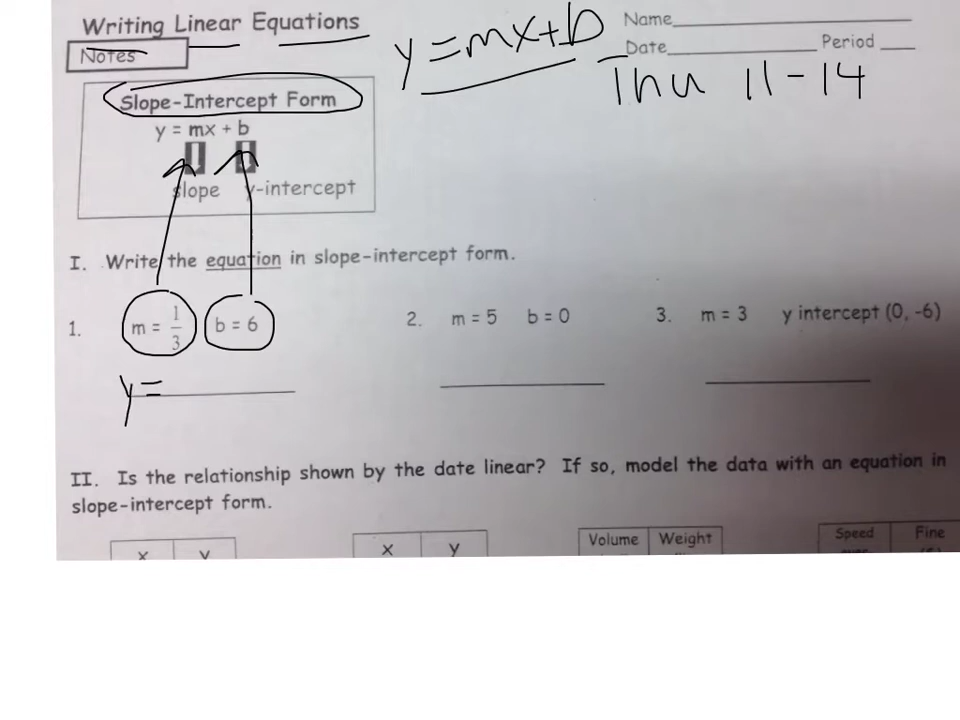 Writing Linear Equations
Notes
y = mx + b
Name
Date
Period
Thu 11-14
Slope-Intercept Form
y = mx + b
slope y-intercept
I. Write the equation in slope-intercept form.
1. m = 1/3 b = 6
2. m = 5 b = 0
3. m = 3 y intercept (0, -6)
y =
II. Is the relationship shown by the date linear? If so, model the data with an equation in
slope-intercept form.
x y
x y
Volume Weight
Speed Fine